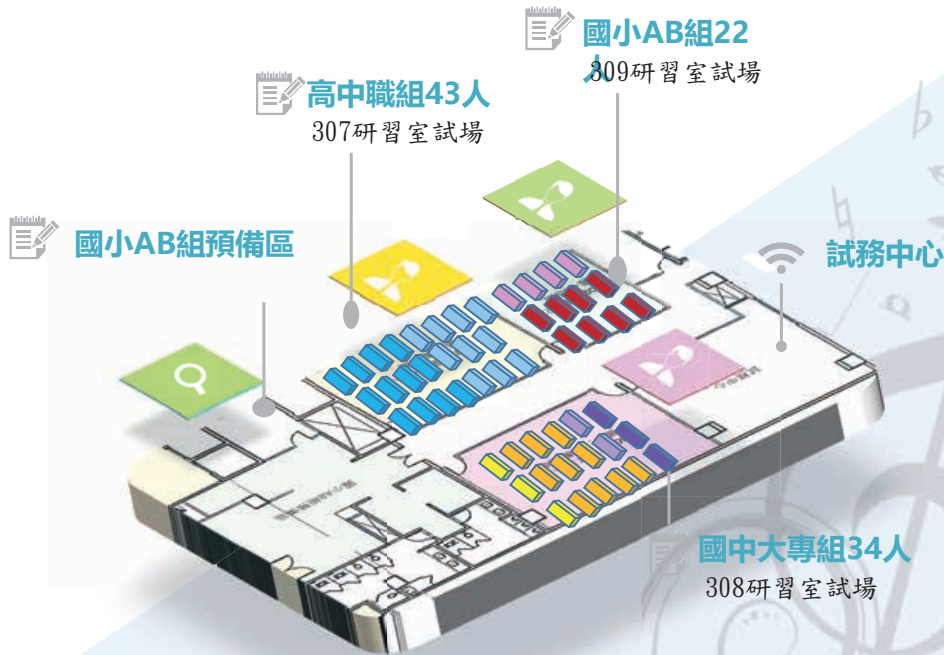 國小AB組22
人
309研習室試場
高中職組43人
307研習室試場
國小AB組預備區
試務中心
國中大專組34人
308研習室試場